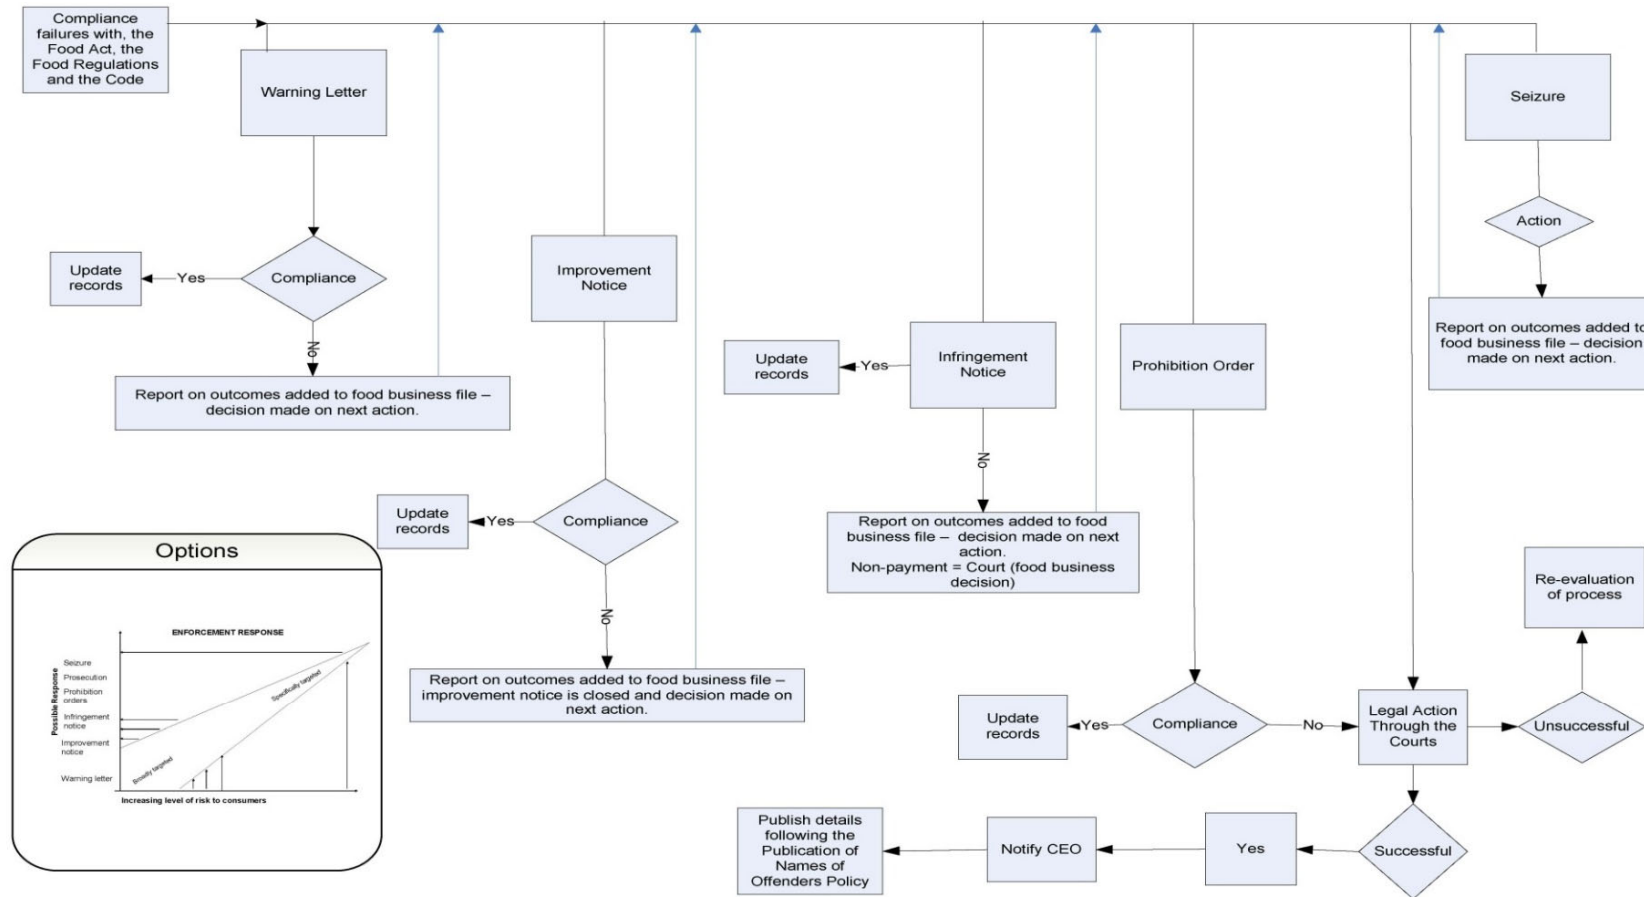 Compliance
failures with, the
Food Act, the
Food Regulations
and the Code
Warning Letter
Compliance
Yes
Update
records
No
Report on outcomes added to food business file –
decision made on next action.
Improvement
Notice
Compliance
Yes
Update
records
No
Report on outcomes added to food business file –
improvement notice is closed and decision made on
next action.
Infringement
Notice
Yes
Update
records
No
Report on outcomes added to food
business file – decision made on next
action.
Non-payment = Court (food business
decision)
Prohibition Order
Compliance
Yes
Update
records
No
Legal Action
Through the
Courts
Unsuccessful
Re-evaluation
of process
Successful
Yes
Notify CEO
Publish details
following the
Publication of
Names of
Offenders Policy
Seizure
Action
Report on outcomes added to
food business file – decision
made on next action.
Options
ENFORCEMENT RESPONSE
Possible Response
Seizure
Prosecution
Prohibition
orders
Infringement
notice
Improvement
notice
Warning letter
Specifically targeted
Broadly targeted
Increasing level of risk to consumers